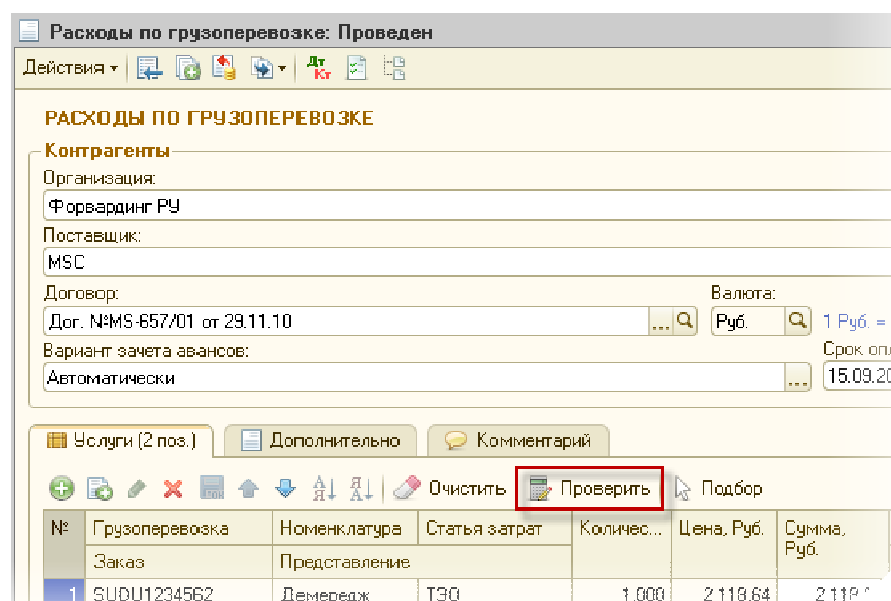 Расходы по грузоперевозке: Проведен
Действия
Дт
Кт
РАСХОДЫ ПО ГРУЗОПЕРЕВОЗКЕ
Контрагенты
Организация:
Форвардинг РУ
Поставщик:
MSC
Договор: Валюта:
Дог. №MS-657/01 от 29.11.10 ... Руб. 1 Руб. =
Вариант зачета авансов: Срок опл
Автоматически ... 15.09.20
Услуги (2 поз.) Дополнительно Комментарий
Очистить Проверить Подбор
№ Грузоперевозка Номенклатура Статья затрат Количес... Цена, Руб. Сумма, Руб.
Заказ Представление
1 SUDU1234562 Демередж ТЭО 1.000 2 118.64